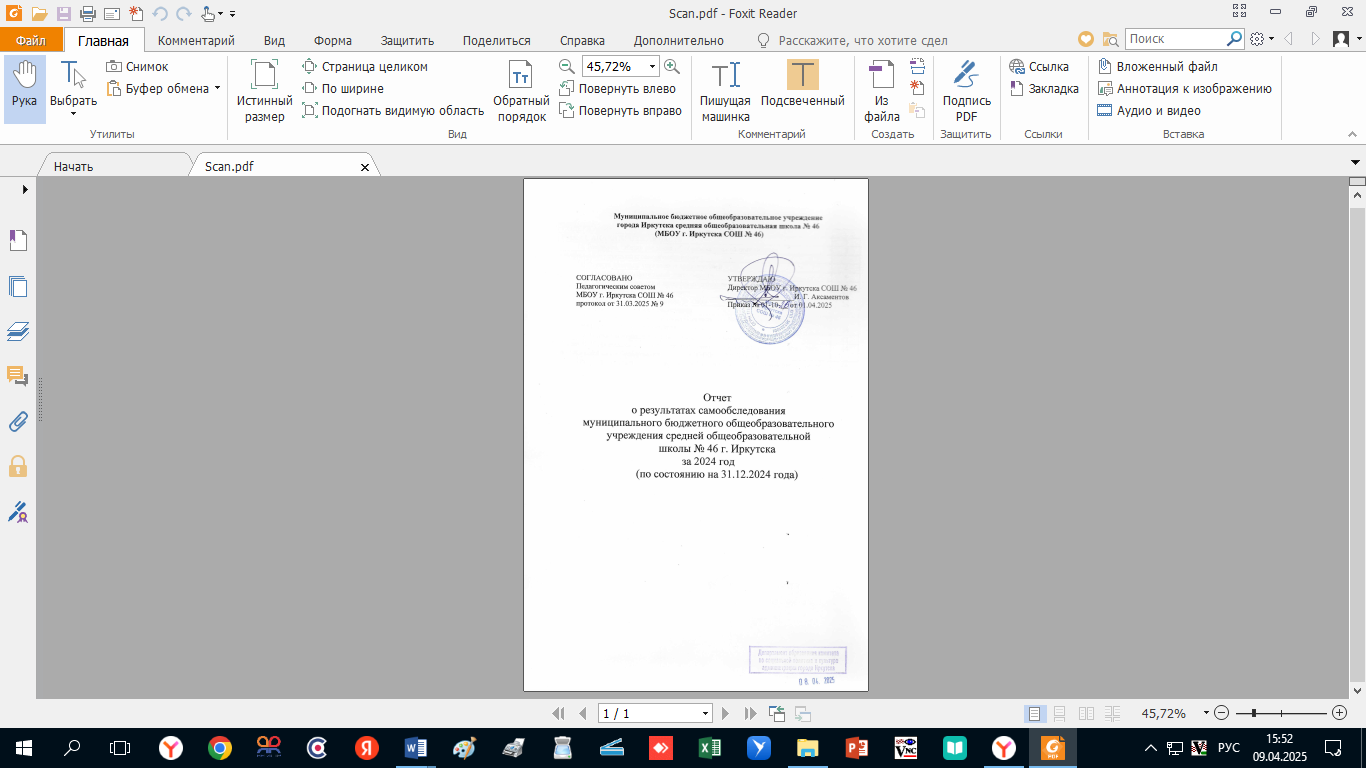 Scan.pdf - Foxit Reader
Файл
Главная
Комментарий
Вид
Форма
Защитить
Поделиться
Справка
Дополнительно
Расскажите, что хотите сдел
Поиск
Рука
Выбрать
Снимок
Буфер обмена
Утилиты
Истинный
размер
Страница целиком
По ширине
Подогнать видимую область
Обратный
порядок
45,72%
Повернуть влево
Повернуть вправо
Вид
Пишущая
машинка
Подсвеченный
Комментарий
Из
файла
Создать
Подпись
PDF
Защитить
Ссылка
Закладка
Ссылки
Вложенный файл
Аннотация к изображению
Аудио и видео
Вставка
Начать
Scan.pdf
Муниципальное бюджетное общеобразовательное учреждение
города Иркутска средняя общеобразовательная школа № 46
(МБОУ г. Иркутска СОШ № 46)
СОГЛАСОВАНО
Педагогическим советом
МБОУ г. Иркутска СОШ № 46
протокол от 31.03.2025 № 9
УТВЕРЖДАЮ
Директор МБОУ г. Иркутска СОШ № 46
И. Г. Аксаментов
Приказ № 01-10- от 01.04.2025
Отчет
о результатах самообследования
муниципального бюджетного общеобразовательного
учреждения средней общеобразовательной
школы № 46 г. Иркутска
за 2024 год
(по состоянию на 31.12.2024 года)
08. 04. 2025
1 / 1
45,72%
РУС
15:52
09.04.2025